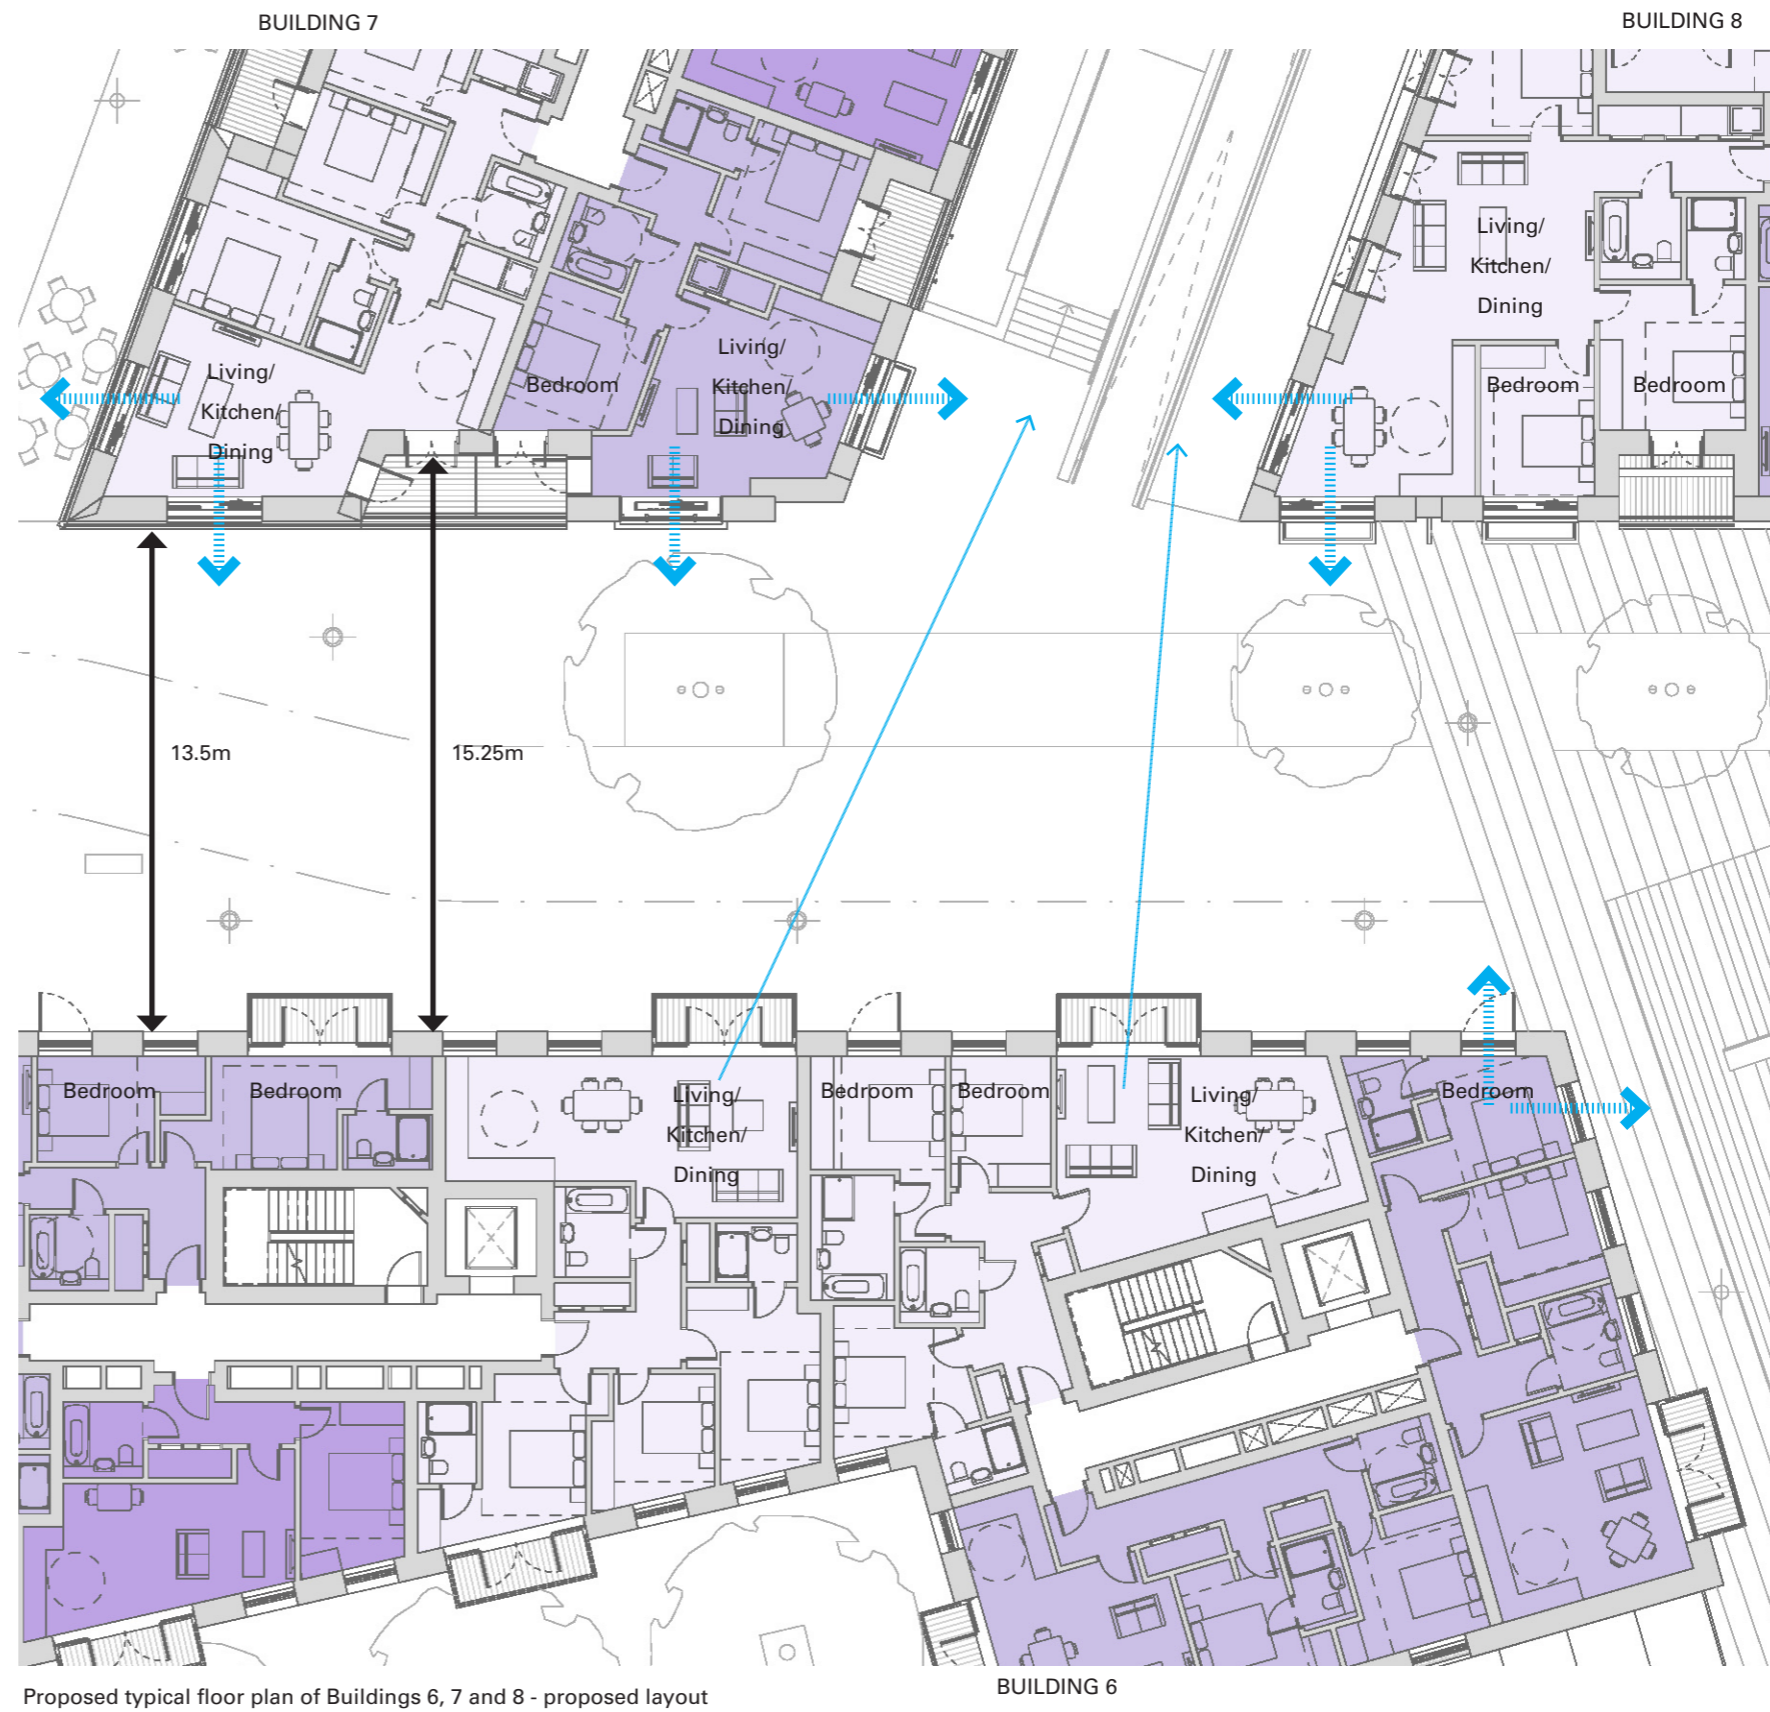 BUILDING 7
BUILDING 8
Living/
Kitchen/
Dining
Bedroom
Living/
Kitchen/
Dining
Living/
Kitchen/
Dining
Bedroom
Bedroom
13.5m
15.25m
Bedroom
Bedroom
Living/
Kitchen/
Dining
Bedroom
Bedroom
Living/
Kitchen/
Dining
Bedroom
BUILDING 6
Proposed typical floor plan of Buildings 6, 7 and 8 - proposed layout